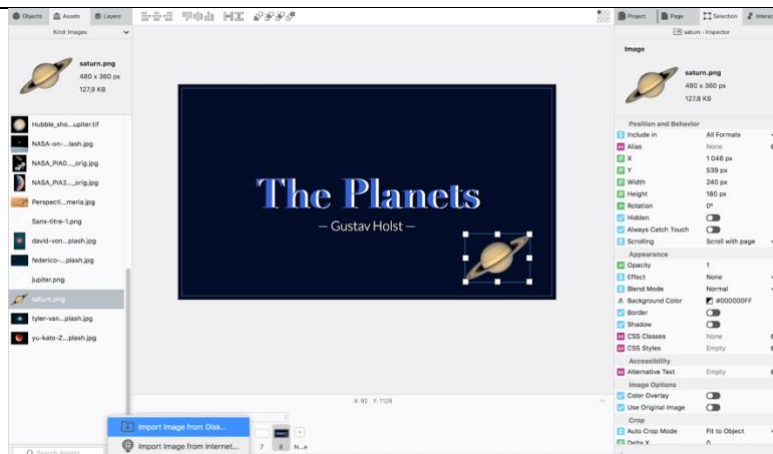 Objects Assets Layers
Project Page Selection Interac
Kind: Images
saturn - Inspector
saturn.png
480 x 360 px
127,8 KB
Hubble_sho...upiter.tif
NASA-on-...lash.jpg
NASA_PIA0..._orig.jpg
NASA_PIA2..._orig.jpg
Perspecti...meria.jpg
Sans-titre-1.png
david-von...plash.jpg
federico-...plash.jpg
jupiter.png
saturn.png
tyler-van...plash.jpg
yu-kato-Z...plash.jpg
Search Assets
The Planets
– Gustav Holst –
X: 92 Y: 1128
Import Image from Disk...
Import Image from Internet...
7 8 N...e
Image
saturn.png
480 x 360 px
127,8 KB
Position and Behavior
Include in All Formats
Alias None
X 1 046 px
Y 539 px
Width 240 px
Height 180 px
Rotation 0°
Hidden
Always Catch Touch
Scrolling Scroll with page
Appearance
Opacity 1
Effect None
Blend Mode Normal
Background Color #000000FF
Border
Shadow
CSS Classes None
CSS Styles Empty
Accessibility
Alternative Text Empty
Image Options
Color Overlay
Use Original Image
Crop
Auto Crop Mode Fit to Object
Delta X 0